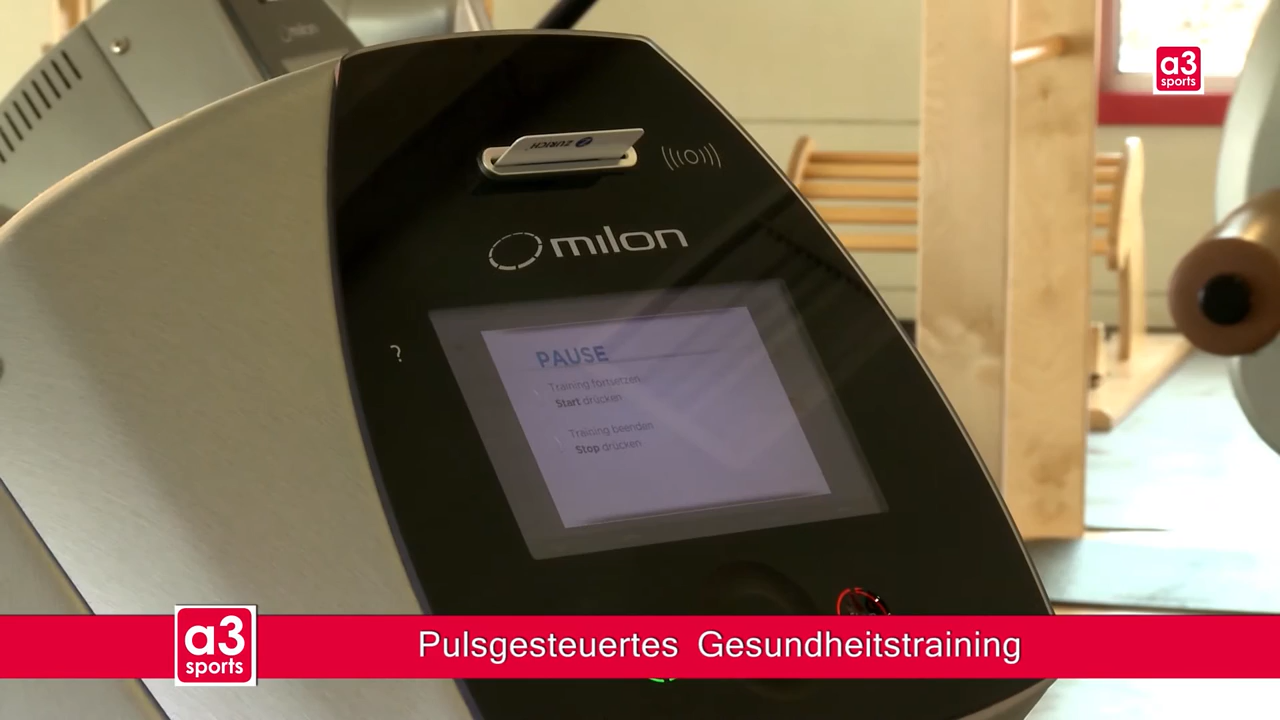 a3
sports
ZURICH
milon
?
PAUSE
Training fortsetzen
Start drücken
Training beenden
Stop drücken
a3
sports
Pulsgesteuertes Gesundheitstraining